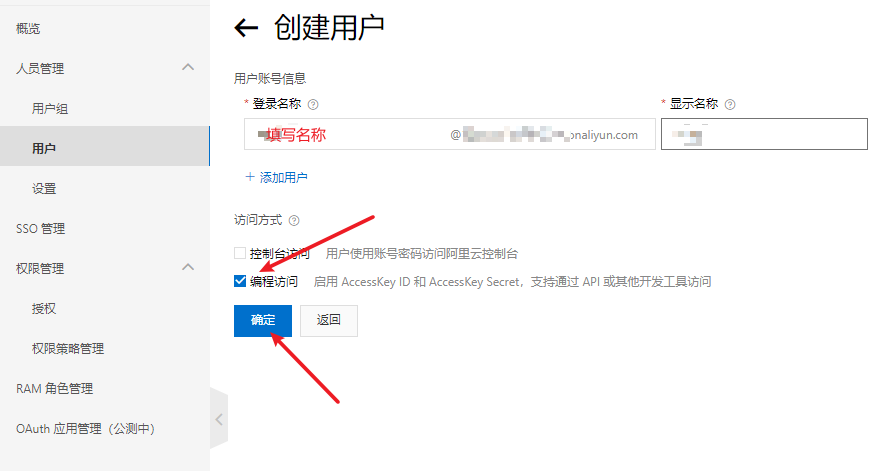 概览
人员管理
用户组
用户
设置
SSO 管理
权限管理
授权
权限策略管理
RAM 角色管理
OAuth 应用管理（公测中）
创建用户
用户账号信息
* 登录名称 ?
* 显示名称 ?
填写名称
@ onaliyun.com
+ 添加用户
访问方式 ?
控制台访问 用户使用账号密码访问阿里云控制台
编程访问 启用 AccessKey ID 和 AccessKey Secret，支持通过 API 或其他开发工具访问
确定
返回